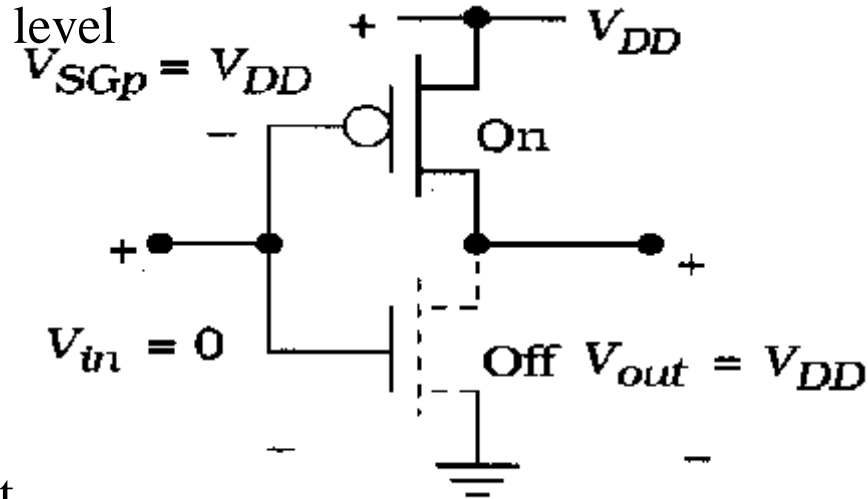 level
+ V_DD
V_SGp = V_DD
−
On
+
+
V_in = 0
Off V_out = V_DD
− −
t